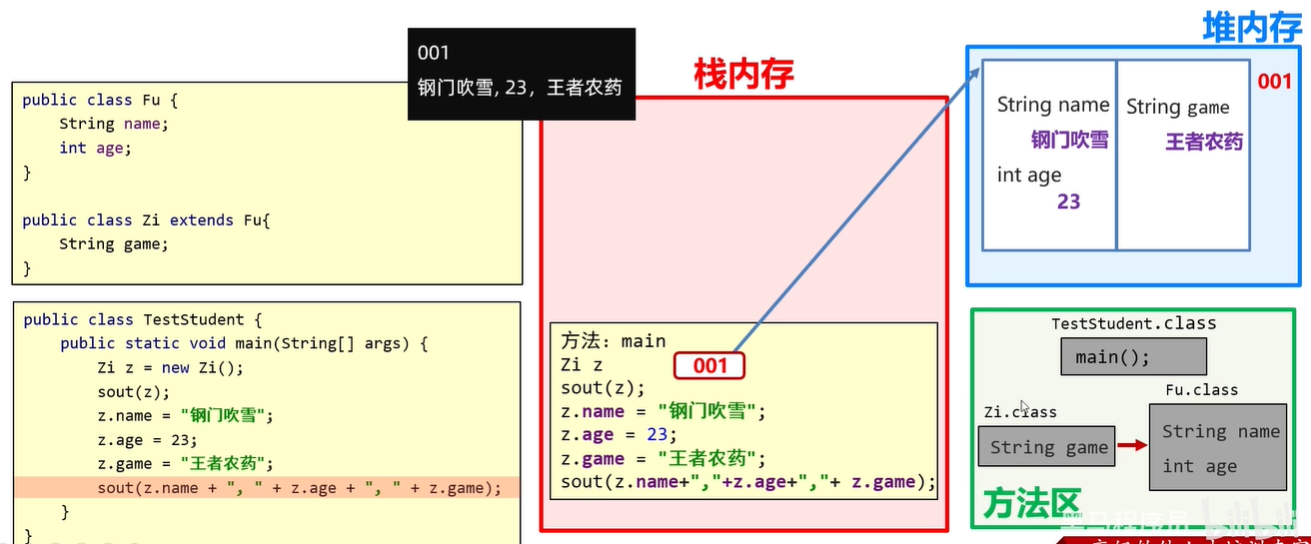 001
钢门吹雪, 23, 王者农药
public class Fu {
String name;
int age;
}
public class Zi extends Fu{
String game;
}
public class TestStudent {
public static void main(String[] args) {
Zi z = new Zi();
sout(z);
z.name = "钢门吹雪";
z.age = 23;
z.game = "王者农药";
sout(z.name + ", " + z.age + ", " + z.game);
}
}
栈内存
方法：main
Zi z 001
sout(z);
z.name = "钢门吹雪";
z.age = 23;
z.game = "王者农药";
sout(z.name+","+z.age+","+ z.game);
堆内存
001
String name
钢门吹雪
int age
23
String game
王者农药
TestStudent.class
main();
Fu.class
String name
int age
Zi.class
String game
方法区
黑马程序员